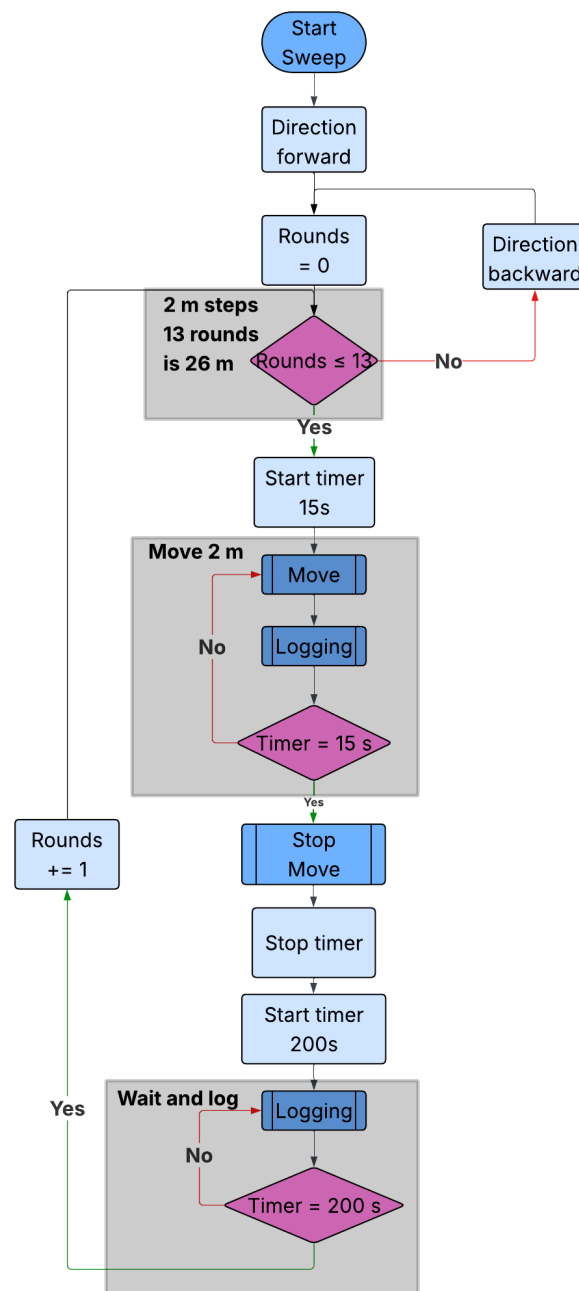 Start
Sweep
Direction
forward
Rounds
= 0
Direction
backward
2 m steps
13 rounds
is 26 m
Rounds ≤ 13
No
Yes
Start timer
15s
Move 2 m
Move
No
Logging
Timer = 15 s
Yes
Stop
Move
Rounds
+= 1
Stop timer
Start timer
200s
Wait and log
Logging
Yes
No
Timer = 200 s